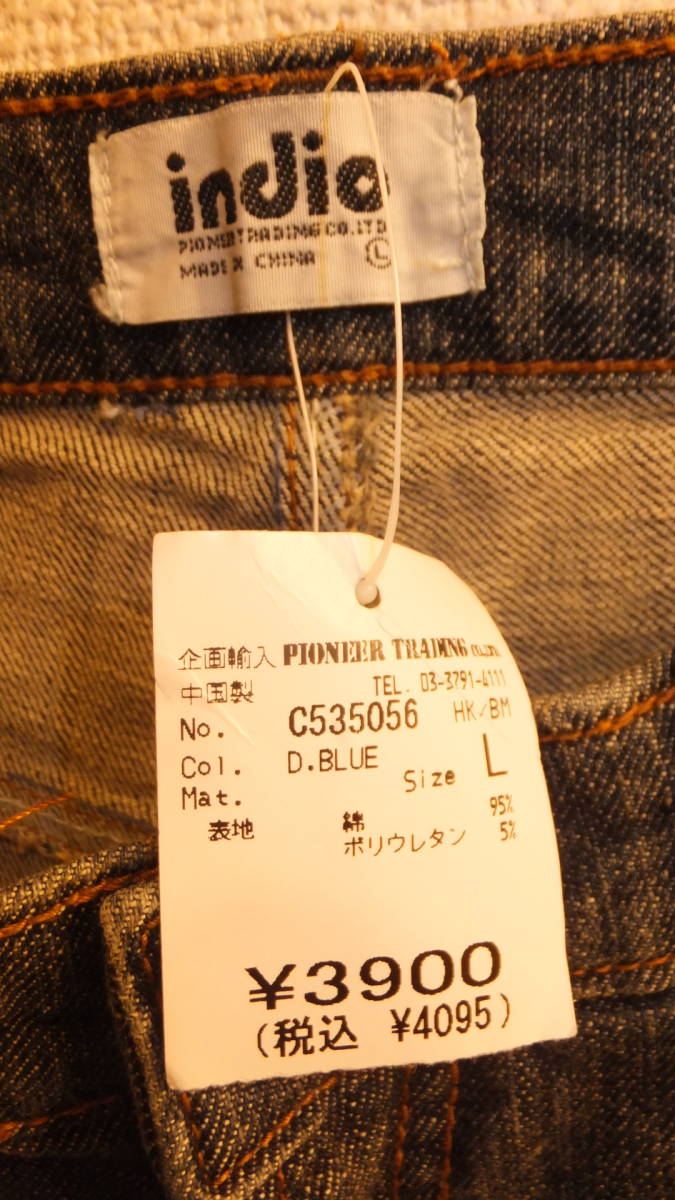 indio
PIONEER TRADING CO.LTD
MADE IN CHINA Ⓛ
企画輸入 PIONEER TRADING CO.,LTD.
中国製 TEL. 03-3791-4111
No. C535056 HK/BM
Col. D.BLUE Size L
Mat.
表地 綿 95%
ポリウレタン 5%
¥3900
(税込 ¥4095)